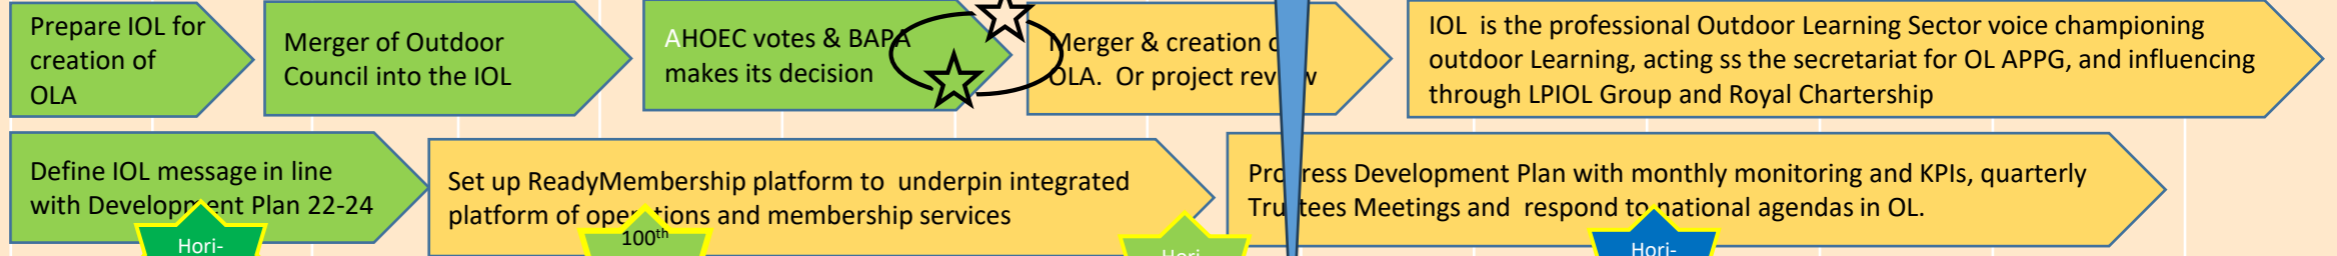 Prepare IOL for
creation of
OLA
Merger of Outdoor
Council into the IOL
AHOEC votes & BAPA
makes its decision
Merger & creation o
OLA. Or project rev w
IOL is the professional Outdoor Learning Sector voice championing
outdoor Learning, acting ss the secretariat for OL APPG, and influencing
through LPIOL Group and Royal Chartership
Define IOL message in line
with Development Plan 22-24
Set up ReadyMembership platform to underpin integrated
platform of operations and membership services
Progress Development Plan with monthly monitoring and KPIs, quarterly
Trustees Meetings and respond to national agendas in OL.
Hori-
100th
Hori-
Hori-